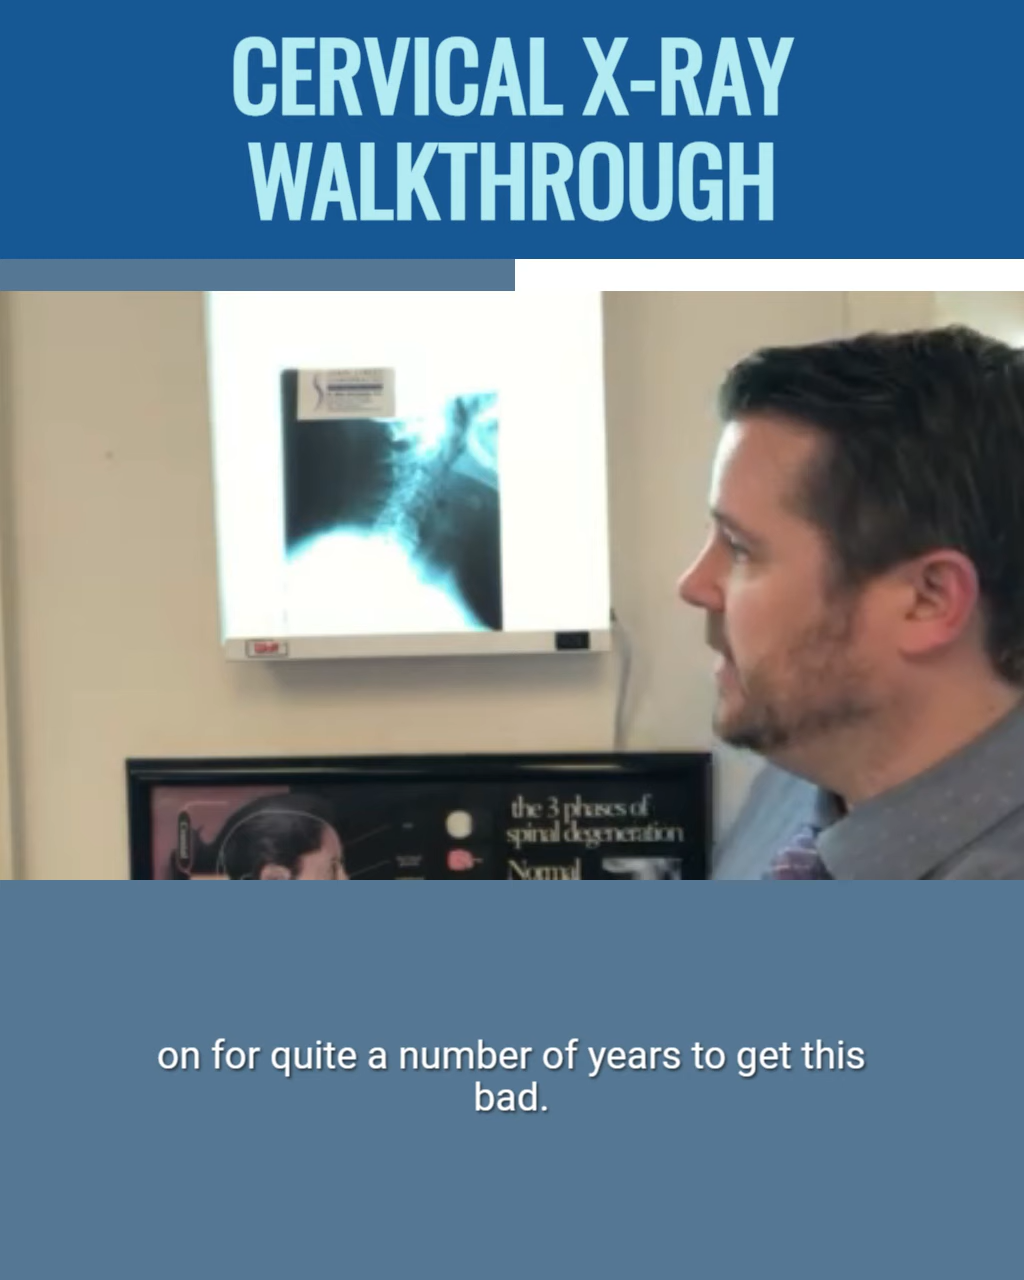 CERVICAL X-RAY
WALKTHROUGH
the 3 phases of
spinal degeneration
Normal
on for quite a number of years to get this
bad.